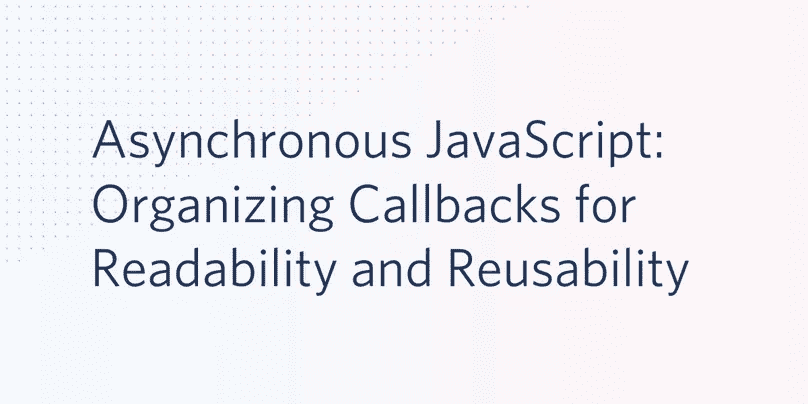 Asynchronous JavaScript:
Organizing Callbacks for
Readability and Reusability